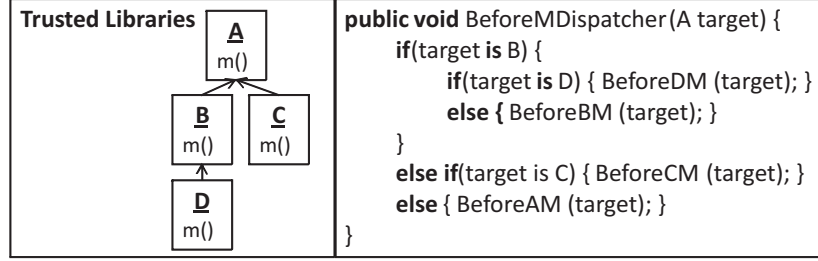 Trusted Libraries
A
m()
B
m()
C
m()
D
m()
public void BeforeMDispatcher(A target) {
if(target is B) {
if(target is D) { BeforeDM (target); }
else { BeforeBM (target); }
}
else if(target is C) { BeforeCM (target); }
else { BeforeAM (target); }
}